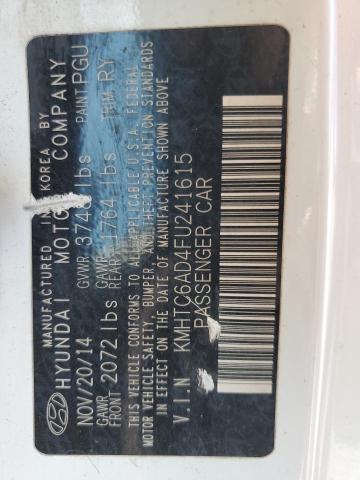 MANUFACTURED IN KOREA BY
HYUNDAI MOTOR COMPANY
NOV/20/14 GVWR 3748 lbs PAINT PGU
GAWR FRONT 2072 lbs GAWR REAR 1764 lbs TRIM RY
THIS VEHICLE CONFORMS TO ALL APPLICABLE U.S.A. FEDERAL
MOTOR VEHICLE SAFETY, BUMPER, AND THEFT PREVENTION STANDARDS
IN EFFECT ON THE DATE OF MANUFACTURE SHOWN ABOVE
V.I.N KMHTC6AD4FU241615
PASSENGER CAR